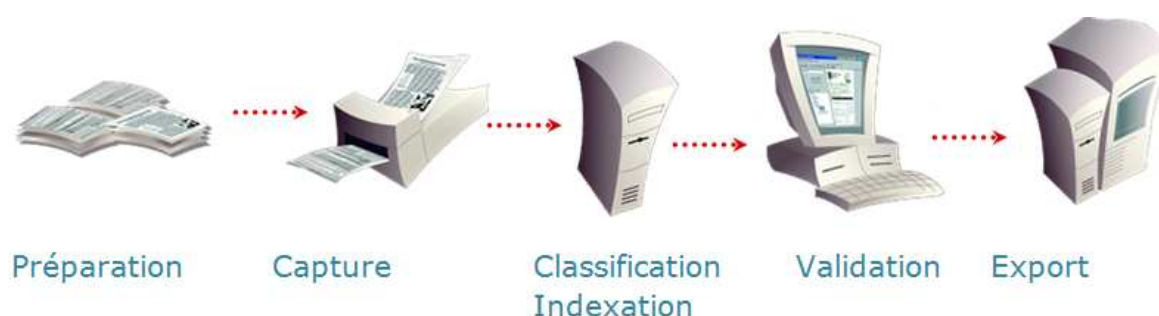 Préparation
Capture
Classification
Indexation
Validation
Export